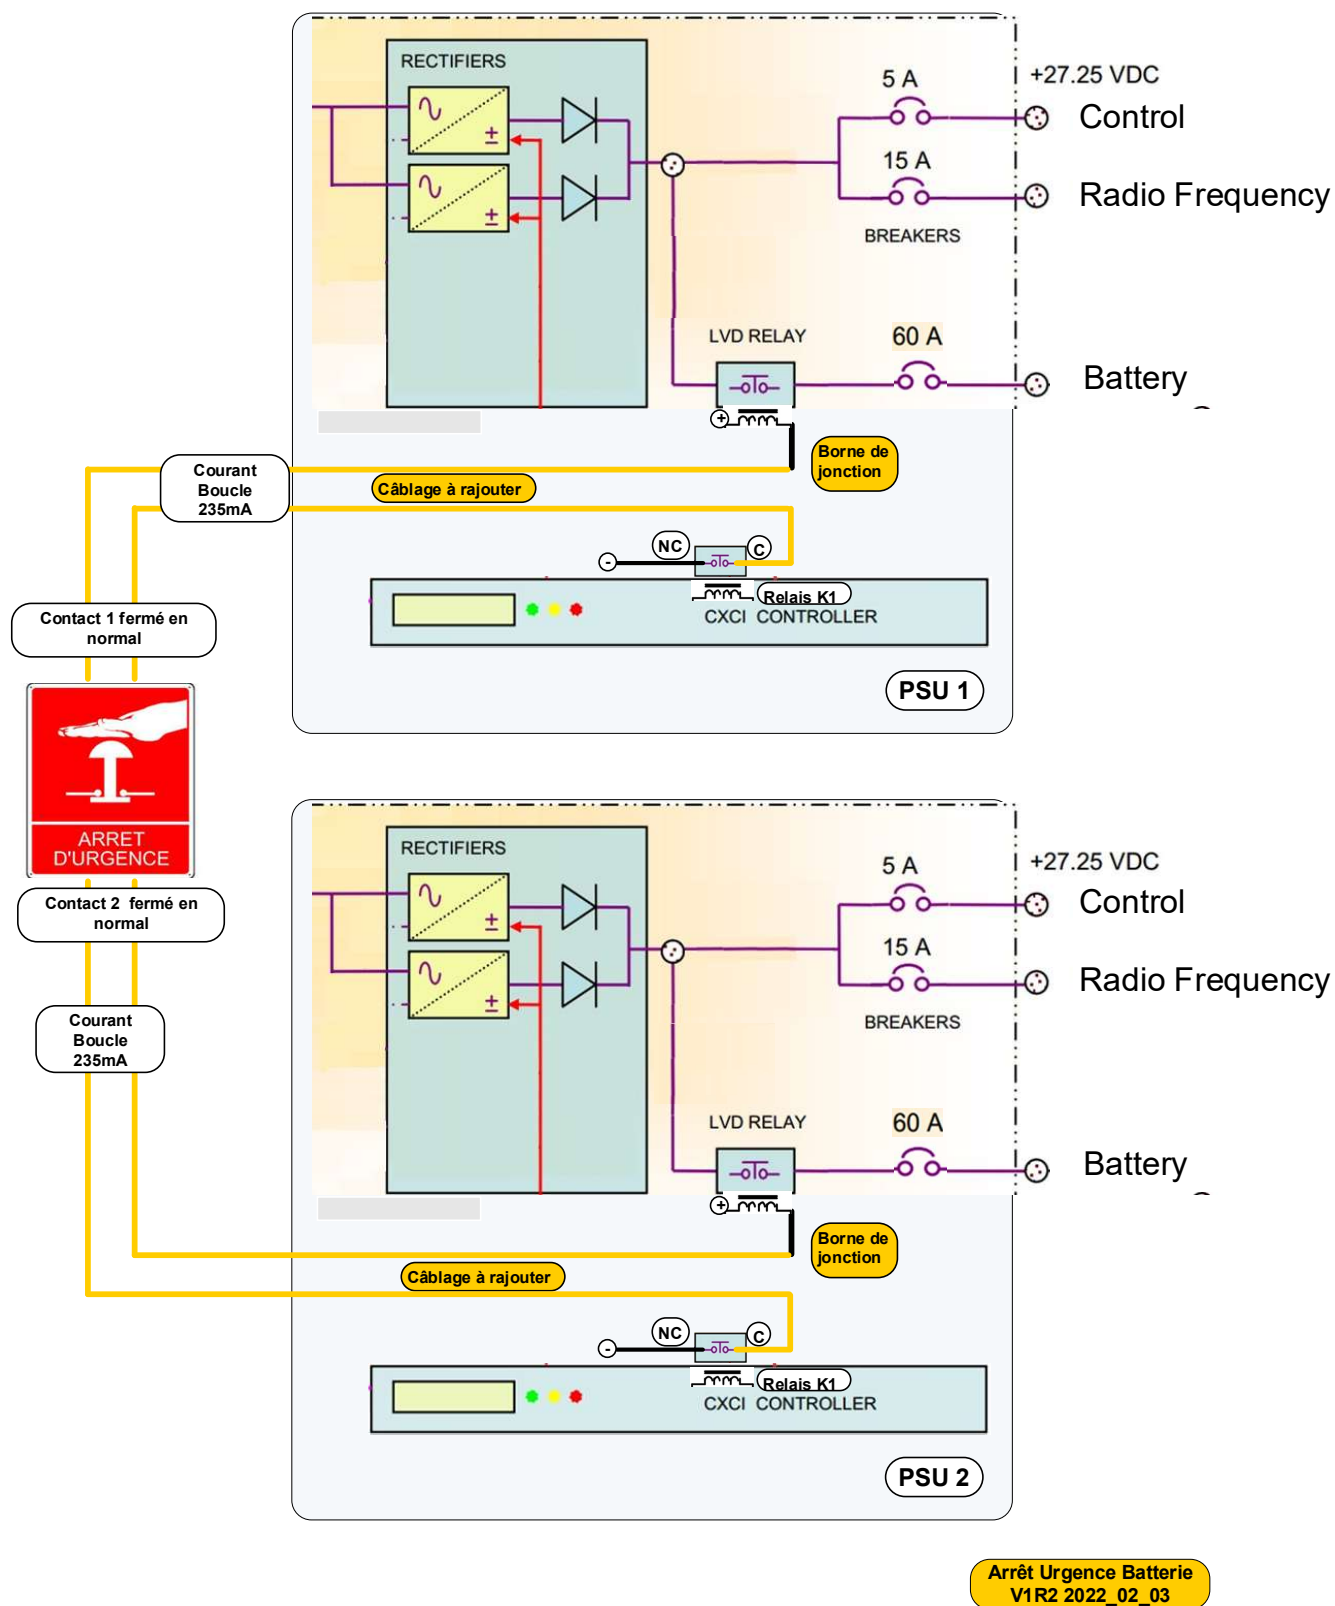 RECTIFIERS
5 A
+27.25 VDC
Control
15 A
Radio Frequency
BREAKERS
LVD RELAY
60 A
Battery
+
Borne de
jonction
Courant
Boucle
235mA
Câblage à rajouter
NC
C
-
Relais K1
CXCI CONTROLLER
Contact 1 fermé en
normal
PSU 1
ARRET
D'URGENCE
RECTIFIERS
5 A
+27.25 VDC
Control
15 A
Radio Frequency
BREAKERS
Contact 2 fermé en
normal
Courant
Boucle
235mA
LVD RELAY
60 A
Battery
+
Borne de
jonction
Câblage à rajouter
NC
C
-
Relais K1
CXCI CONTROLLER
PSU 2
Arrêt Urgence Batterie
V1R2 2022_02_03